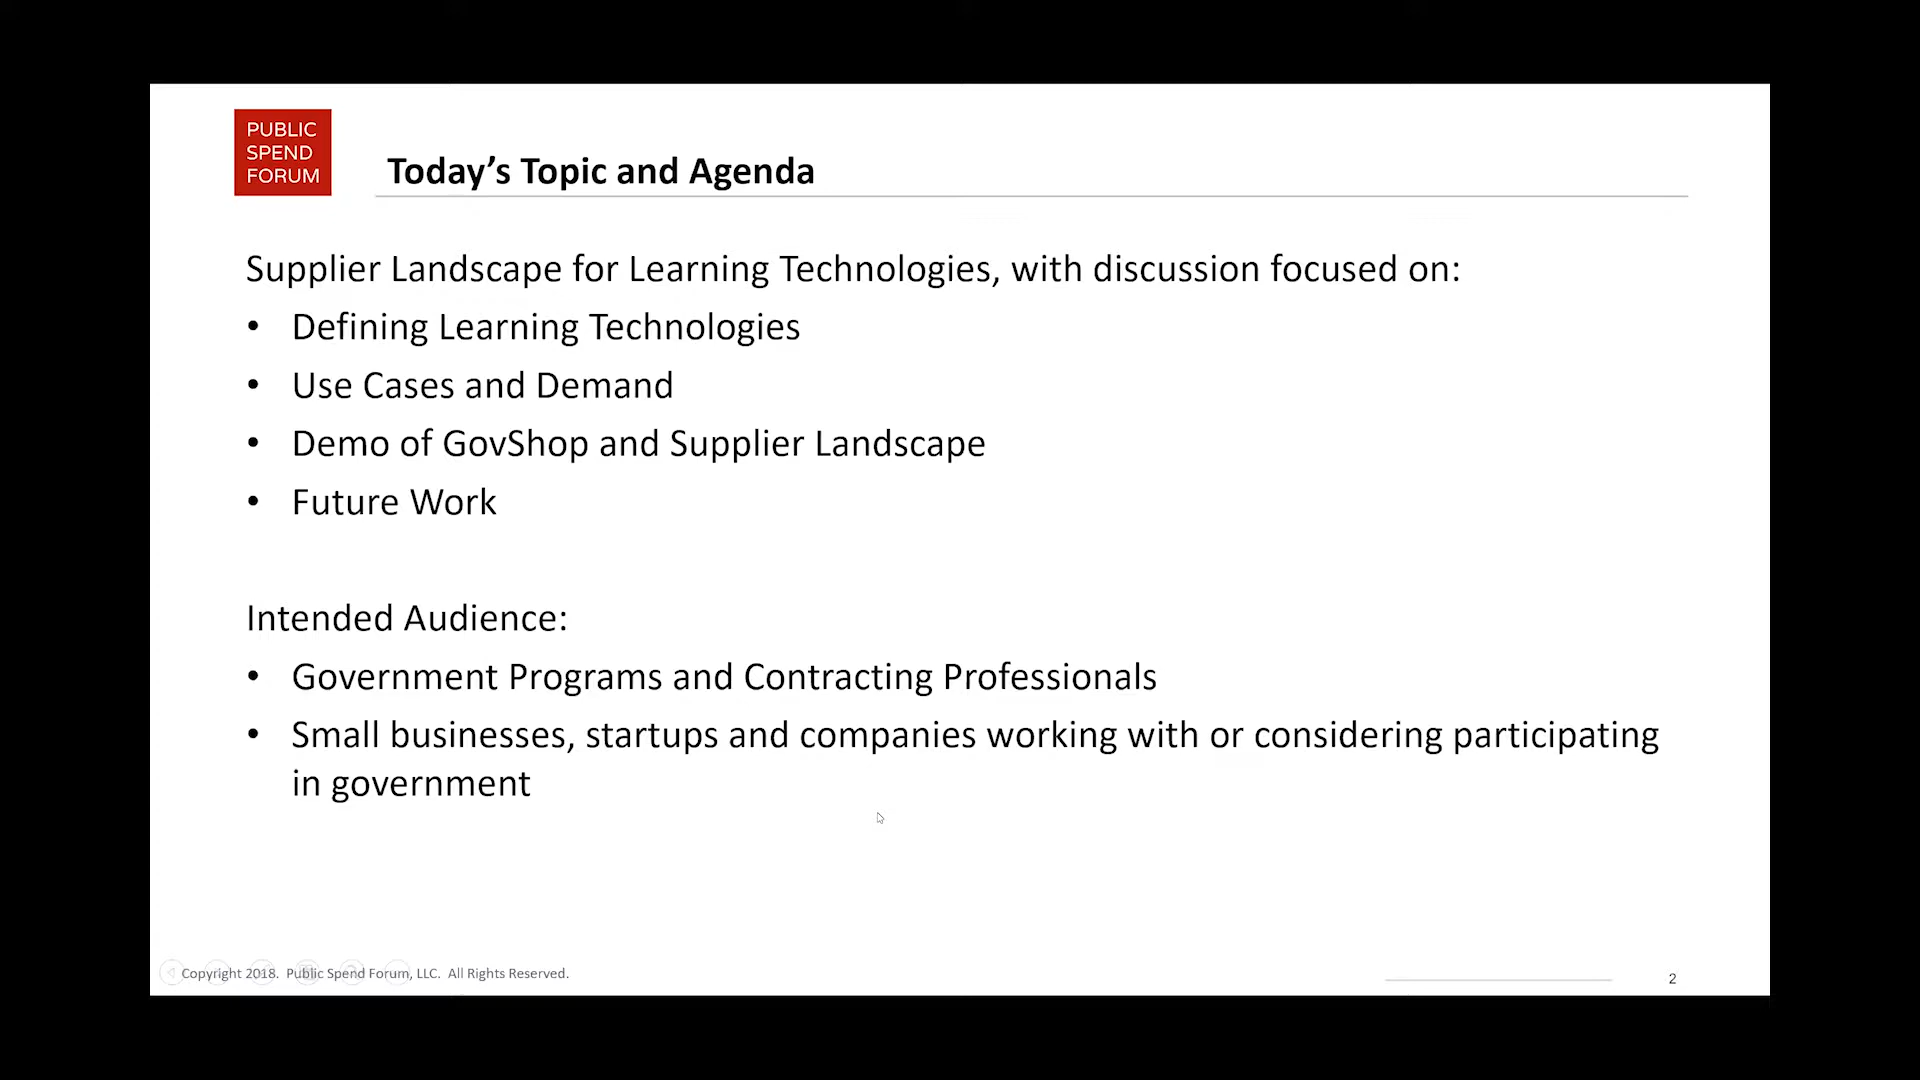 PUBLIC
SPEND
FORUM
Today’s Topic and Agenda
Supplier Landscape for Learning Technologies, with discussion focused on:
• Defining Learning Technologies
• Use Cases and Demand
• Demo of GovShop and Supplier Landscape
• Future Work
Intended Audience:
• Government Programs and Contracting Professionals
• Small businesses, startups and companies working with or considering participating
in government
Copyright 2018. Public Spend Forum, LLC. All Rights Reserved.
2